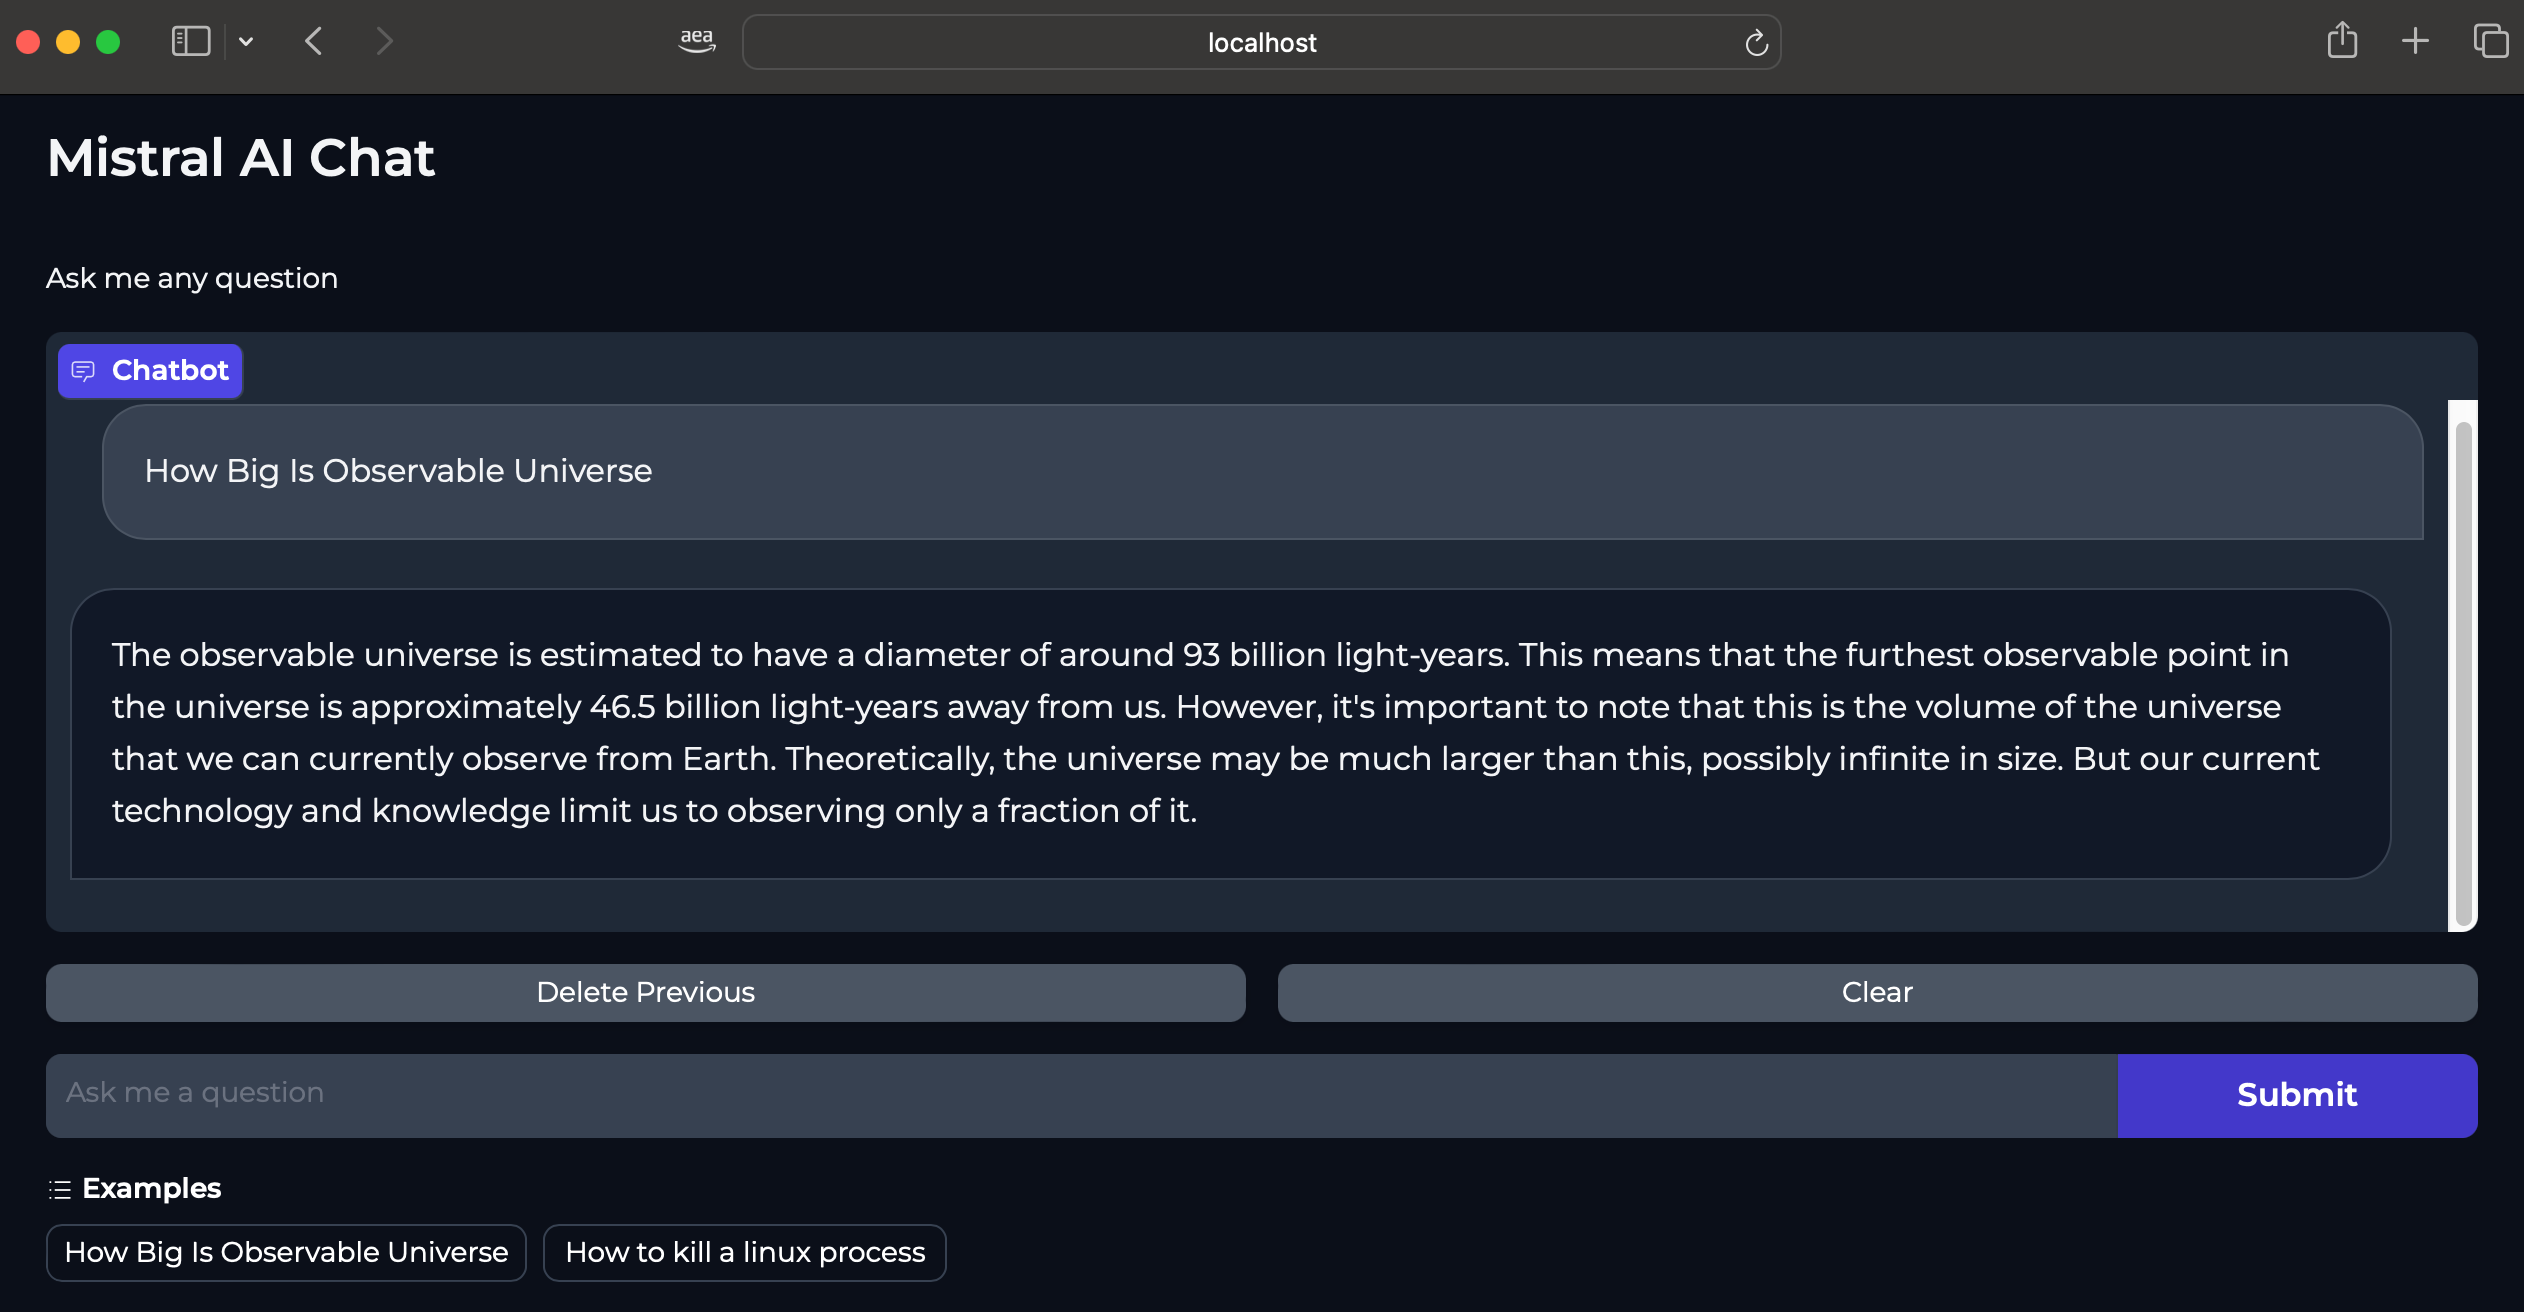 aea
localhost
Mistral AI Chat
Ask me any question
Chatbot
How Big Is Observable Universe
The observable universe is estimated to have a diameter of around 93 billion light-years. This means that the furthest observable point in
the universe is approximately 46.5 billion light-years away from us. However, it's important to note that this is the volume of the universe
that we can currently observe from Earth. Theoretically, the universe may be much larger than this, possibly infinite in size. But our current
technology and knowledge limit us to observing only a fraction of it.
Delete Previous
Clear
Ask me a question
Submit
Examples
How Big Is Observable Universe
How to kill a linux process